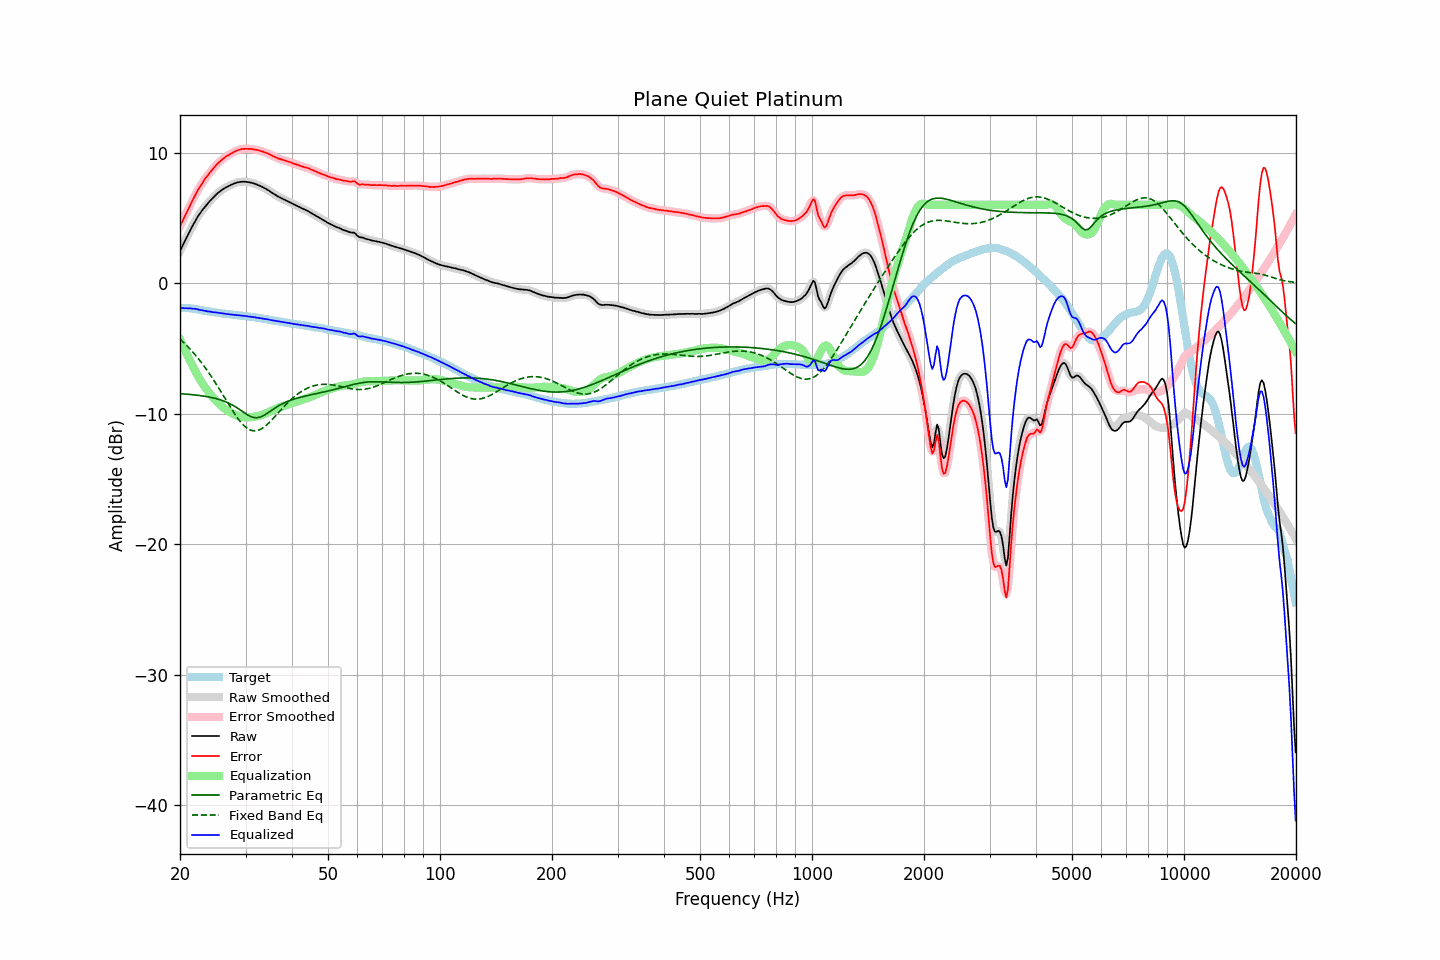 Plane Quiet Platinum
Amplitude (dBr)
10
0
−10
−20
−30
−40
Target
Raw Smoothed
Error Smoothed
Raw
Error
Equalization
Parametric Eq
Fixed Band Eq
Equalized
20 50 100 200 500 1000 2000 5000 10000 20000
Frequency (Hz)